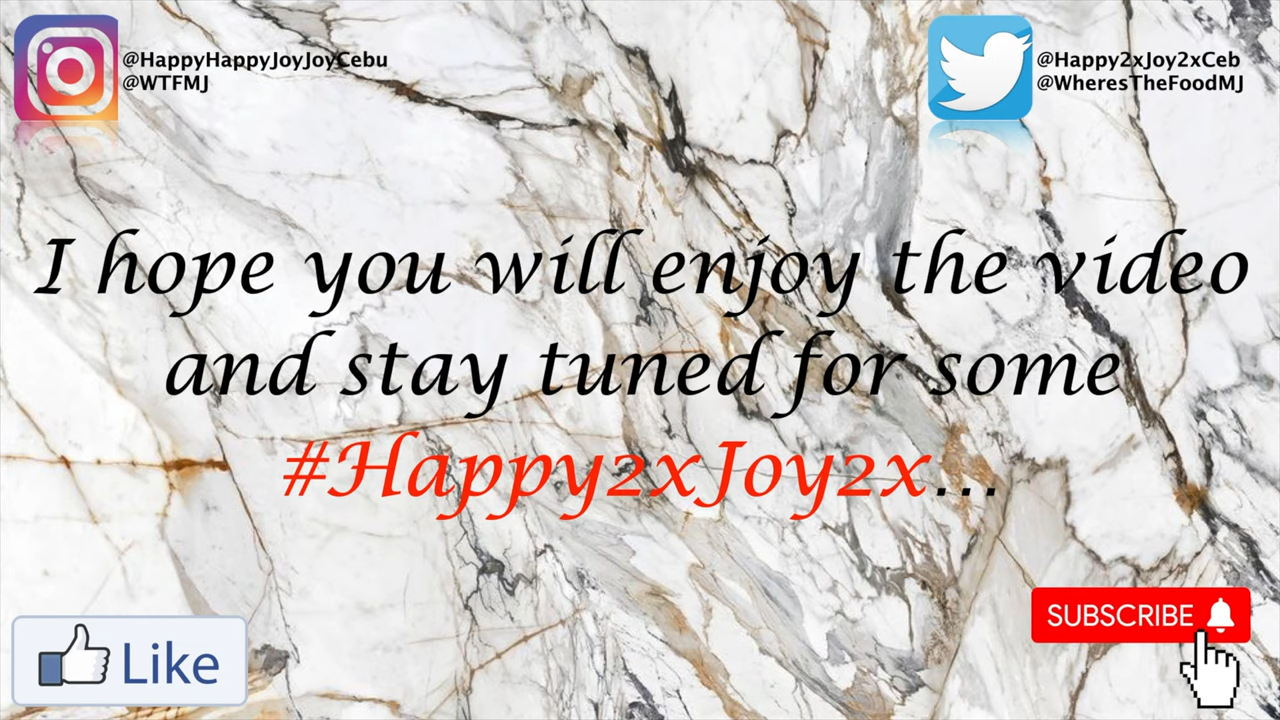 @HappyHappyJoyJoyCebu
@WTFMJ
@Happy2xJoy2xCeb
@WheresTheFoodMJ
I hope you will enjoy the video
and stay tuned for some
#Happy2xJoy2x...
Like
SUBSCRIBE